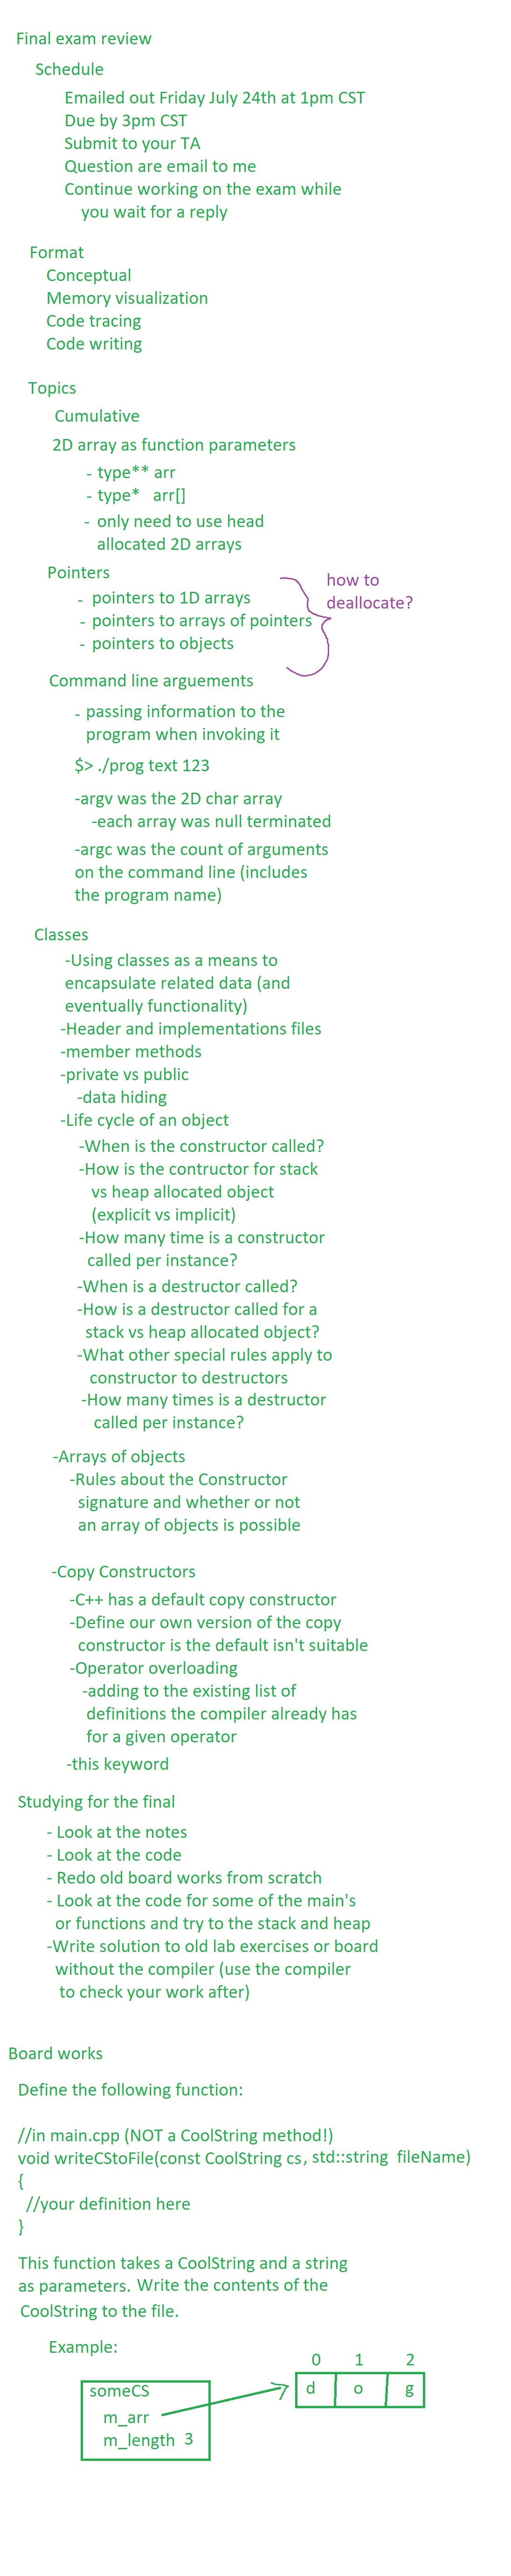 Final exam review
Schedule
Emailed out Friday July 24th at 1pm CST
Due by 3pm CST
Submit to your TA
Question are email to me
Continue working on the exam while
you wait for a reply
Format
Conceptual
Memory visualization
Code tracing
Code writing
Topics
Cumulative
2D array as function parameters
- type** arr
- type* arr[]
- only need to use head
allocated 2D arrays
Pointers
- pointers to 1D arrays
- pointers to arrays of pointers
- pointers to objects
how to
deallocate?
Command line arguements
- passing information to the
program when invoking it
$> ./prog text 123
-argv was the 2D char array
-each array was null terminated
-argc was the count of arguments
on the command line (includes
the program name)
Classes
-Using classes as a means to
encapsulate related data (and
eventually functionality)
-Header and implementations files
-member methods
-private vs public
-data hiding
-Life cycle of an object
-When is the constructor called?
-How is the contructor for stack
vs heap allocated object
(explicit vs implicit)
-How many time is a constructor
called per instance?
-When is a destructor called?
-How is a destructor called for a
stack vs heap allocated object?
-What other special rules apply to
constructor to destructors
-How many times is a destructor
called per instance?
-Arrays of objects
-Rules about the Constructor
signature and whether or not
an array of objects is possible
-Copy Constructors
-C++ has a default copy constructor
-Define our own version of the copy
constructor is the default isn't suitable
-Operator overloading
-adding to the existing list of
definitions the compiler already has
for a given operator
-this keyword
Studying for the final
- Look at the notes
- Look at the code
- Redo old board works from scratch
- Look at the code for some of the main's
or functions and try to the stack and heap
-Write solution to old lab exercises or board
without the compiler (use the compiler
to check your work after)
Board works
Define the following function:
//in main.cpp (NOT a CoolString method!)
void writeCStoFile(const CoolString cs, std::string fileName)
{
//your definition here
}
This function takes a CoolString and a string
as parameters. Write the contents of the
CoolString to the file.
Example:
0 1 2
someCS
d o g
m_arr
m_length 3